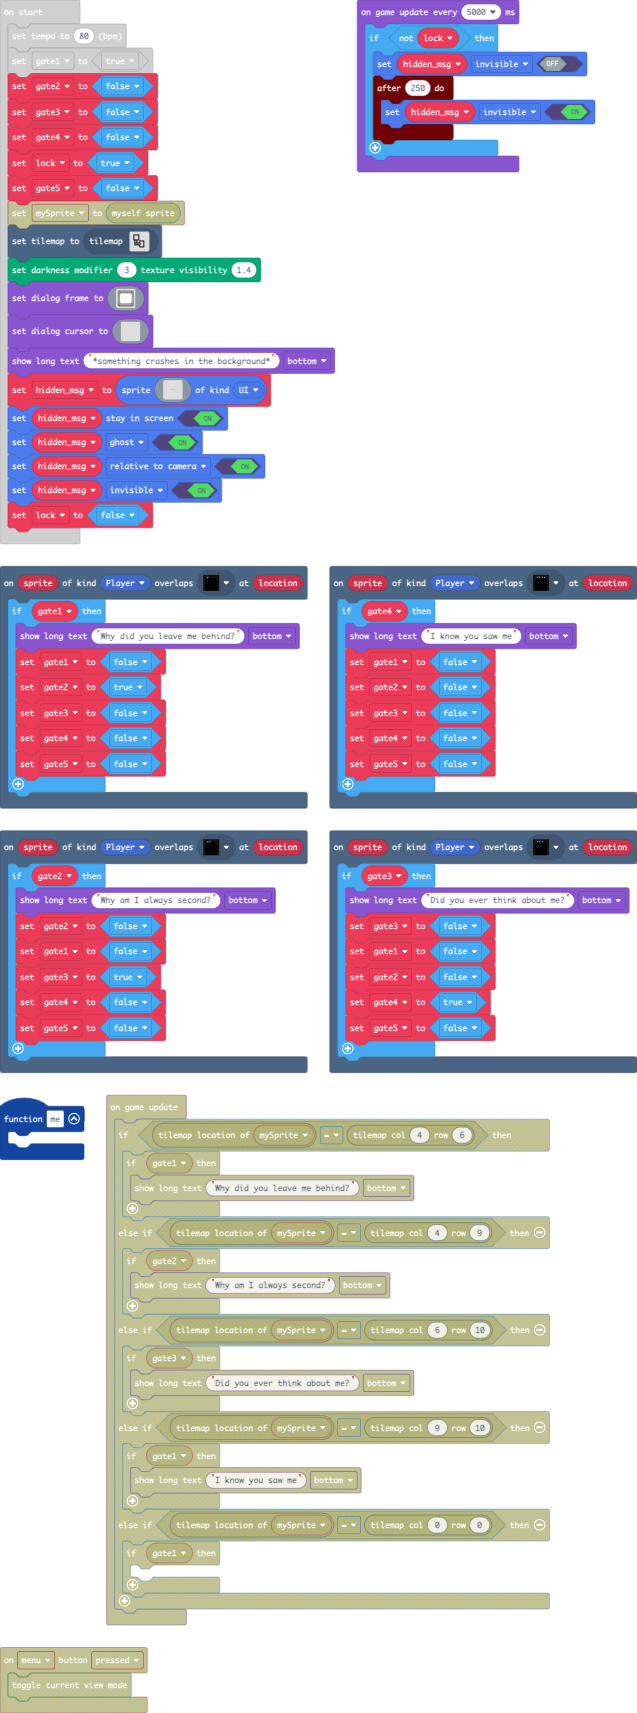 on start
set tempo to 80 (bpm)
set gate1 to true
set gate2 to false
set gate3 to false
set gate4 to false
set lock to true
set gate5 to false
set mySprite to myself sprite
set tilemap to tilemap
set darkness modifier 3 texture visibility 1.4
set dialog frame to
set dialog cursor to
show long text "*something crashes in the background*" bottom
set hidden_msg to sprite of kind UI
set hidden_msg stay in screen ON
set hidden_msg ghost ON
set hidden_msg relative to camera ON
set hidden_msg invisible ON
set lock to false
on game update every 5000 ms
if not lock then
set hidden_msg invisible OFF
after 250 do
set hidden_msg invisible ON
on sprite of kind Player overlaps at location
if gate1 then
show long text "Why did you leave me behind?" bottom
set gate1 to false
set gate2 to true
set gate3 to false
set gate4 to false
set gate5 to false
on sprite of kind Player overlaps at location
if gate4 then
show long text "I know you saw me" bottom
set gate1 to false
set gate2 to false
set gate3 to false
set gate4 to false
set gate5 to false
on sprite of kind Player overlaps at location
if gate2 then
show long text "Why am I always second?" bottom
set gate2 to false
set gate1 to false
set gate3 to true
set gate4 to false
set gate5 to false
on sprite of kind Player overlaps at location
if gate3 then
show long text "Did you ever think about me?" bottom
set gate3 to false
set gate1 to false
set gate2 to false
set gate4 to true
set gate5 to false
function me
on game update
if tilemap location of mySprite = tilemap col 4 row 6 then
if gate1 then
show long text "Why did you leave me behind?" bottom
else if tilemap location of mySprite = tilemap col 4 row 9 then
if gate2 then
show long text "Why am I always second?" bottom
else if tilemap location of mySprite = tilemap col 6 row 10 then
if gate3 then
show long text "Did you ever think about me?" bottom
else if tilemap location of mySprite = tilemap col 9 row 10 then
if gate1 then
show long text "I know you saw me" bottom
else if tilemap location of mySprite = tilemap col 0 row 0 then
if gate1 then
on menu button pressed
toggle current view mode